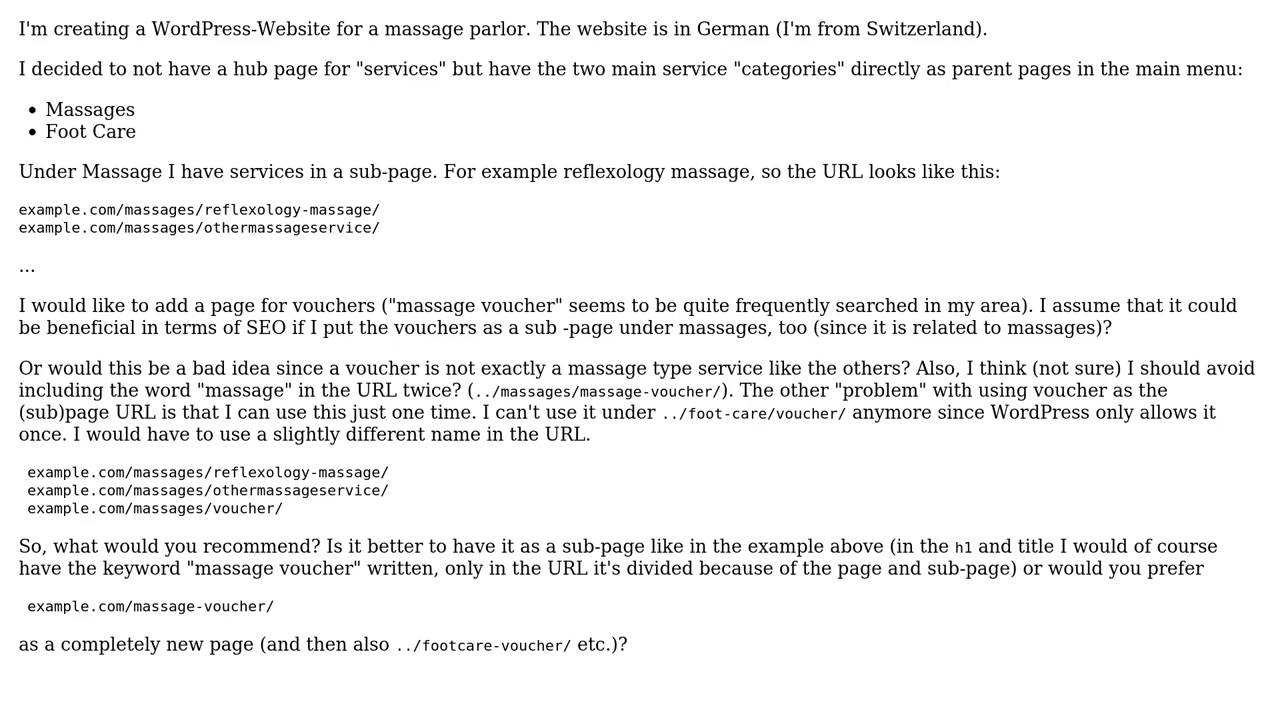 I'm creating a WordPress-Website for a massage parlor. The website is in German (I'm from Switzerland).
I decided to not have a hub page for "services" but have the two main service "categories" directly as parent pages in the main menu:
• Massages
• Foot Care
Under Massage I have services in a sub-page. For example reflexology massage, so the URL looks like this:
example.com/massages/reflexology-massage/
example.com/massages/othermassageservice/
...
I would like to add a page for vouchers ("massage voucher" seems to be quite frequently searched in my area). I assume that it could
be beneficial in terms of SEO if I put the vouchers as a sub -page under massages, too (since it is related to massages)?
Or would this be a bad idea since a voucher is not exactly a massage type service like the others? Also, I think (not sure) I should avoid
including the word "massage" in the URL twice? (../massages/massage-voucher/). The other "problem" with using voucher as the
(sub)page URL is that I can use this just one time. I can't use it under ../foot-care/voucher/ anymore since WordPress only allows it
once. I would have to use a slightly different name in the URL.
example.com/massages/reflexology-massage/
example.com/massages/othermassageservice/
example.com/massages/voucher/
So, what would you recommend? Is it better to have it as a sub-page like in the example above (in the h1 and title I would of course
have the keyword "massage voucher" written, only in the URL it's divided because of the page and sub-page) or would you prefer
example.com/massage-voucher/
as a completely new page (and then also ../footcare-voucher/ etc.)?